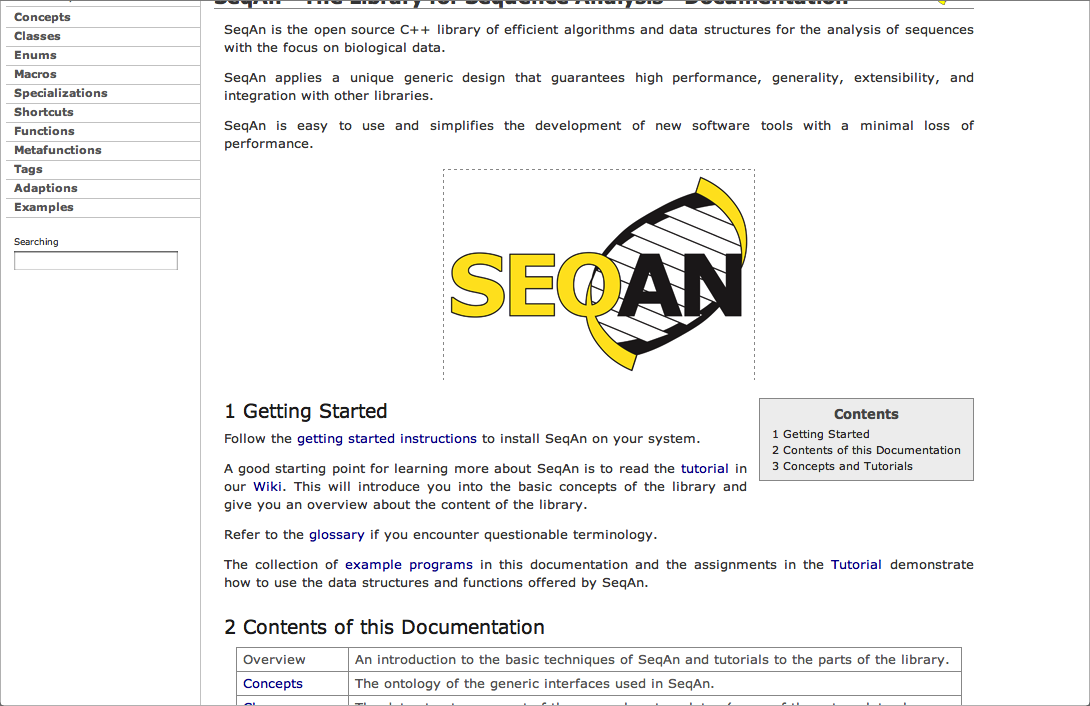 Concepts
Classes
Enums
Macros
Specializations
Shortcuts
Functions
Metafunctions
Tags
Adaptions
Examples
Searching
SeqAn - The Library for Sequence Analysis - Documentation
SeqAn is the open source C++ library of efficient algorithms and data structures for the analysis of sequences
with the focus on biological data.
SeqAn applies a unique generic design that guarantees high performance, generality, extensibility, and
integration with other libraries.
SeqAn is easy to use and simplifies the development of new software tools with a minimal loss of
performance.
SEQAN
1 Getting Started
Follow the getting started instructions to install SeqAn on your system.
A good starting point for learning more about SeqAn is to read the tutorial in
our Wiki. This will introduce you into the basic concepts of the library and
give you an overview about the content of the library.
Refer to the glossary if you encounter questionable terminology.
The collection of example programs in this documentation and the assignments in the Tutorial demonstrate
how to use the data structures and functions offered by SeqAn.
Contents
1 Getting Started
2 Contents of this Documentation
3 Concepts and Tutorials
2 Contents of this Documentation
Overview An introduction to the basic techniques of SeqAn and tutorials to the parts of the library.
Concepts The ontology of the generic interfaces used in SeqAn.